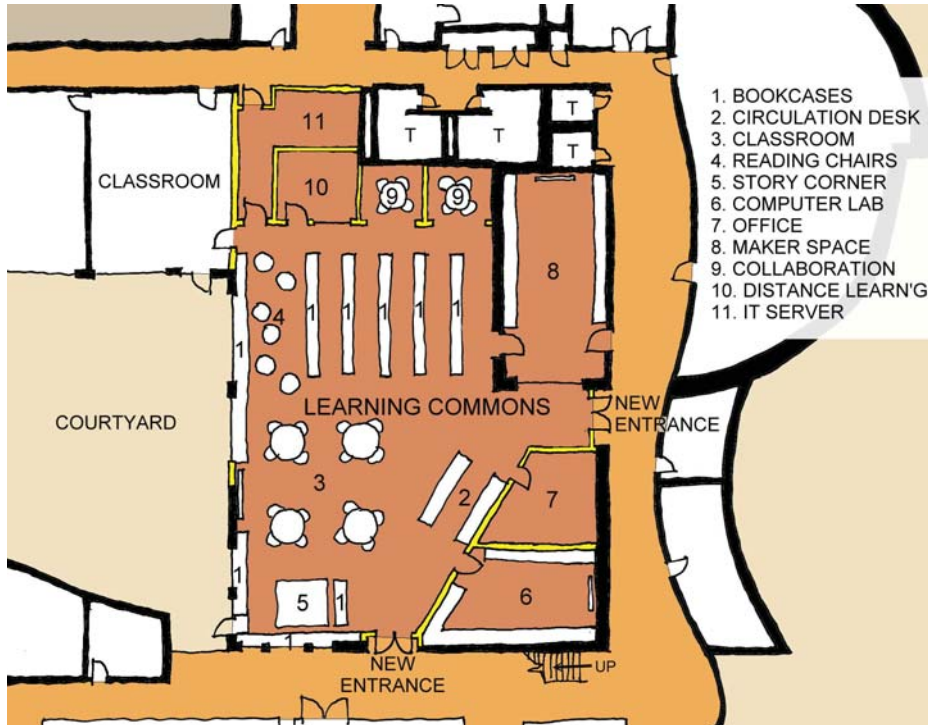 11
T
T
T
T
CLASSROOM
10
9
9
8
4
1
1
1
1
1
1
LEARNING COMMONS
NEW
ENTRANCE
COURTYARD
3
2
7
1
5
1
6
1
NEW
ENTRANCE
UP
1. BOOKCASES
2. CIRCULATION DESK
3. CLASSROOM
4. READING CHAIRS
5. STORY CORNER
6. COMPUTER LAB
7. OFFICE
8. MAKER SPACE
9. COLLABORATION
10. DISTANCE LEARN'G
11. IT SERVER